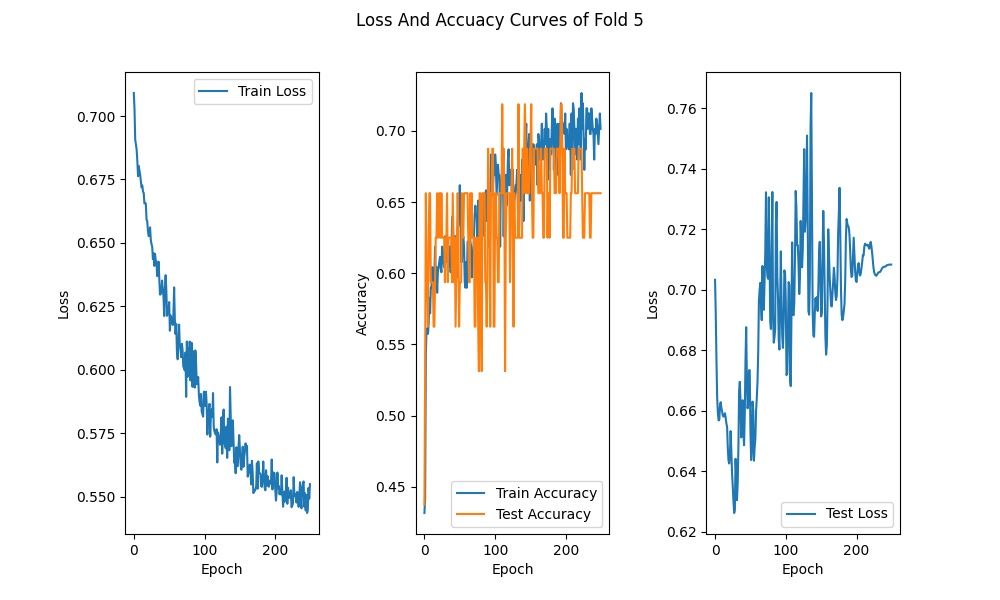 Loss And Accuacy Curves of Fold 5
Train Loss
0.700
0.675
0.650
0.625
0.600
0.575
0.550
Loss
0
100
200
Epoch
0.70
0.65
0.60
0.55
0.50
0.45
Accuracy
Train Accuracy
Test Accuracy
0
100
200
Epoch
0.76
0.74
0.72
0.70
0.68
0.66
0.64
0.62
Loss
Test Loss
0
100
200
Epoch